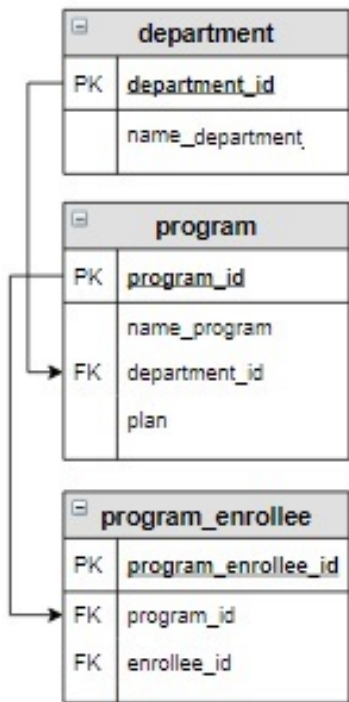 department
PK department_id
name_department
program
PK program_id
name_program
FK department_id
plan
program_enrollee
PK program_enrollee_id
FK program_id
FK enrollee_id